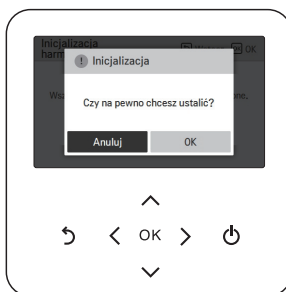 Inicjalizacja
OK
Inicjalizacja
Czy na pewno chcesz ustalić?
Anuluj
OK
OK